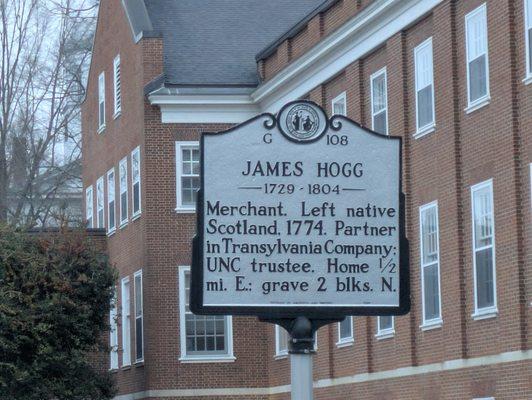 G 108
JAMES HOGG
1729 - 1804
Merchant. Left native
Scotland, 1774. Partner
in Transylvania Company;
UNC trustee. Home ½
mi. E.; grave 2 blks. N.